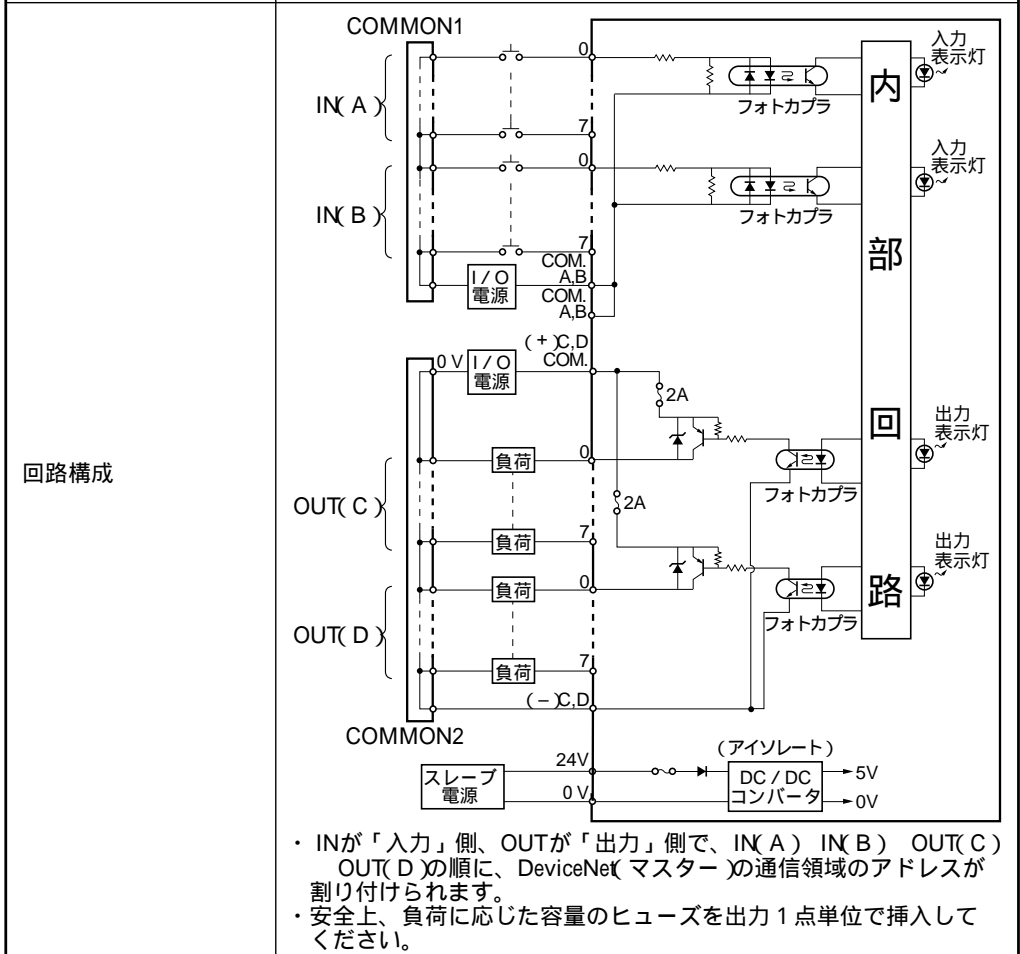 回路構成
COMMON1
IN( A )
0
7
IN( B )
0
7
COM.
A,B
I / O
電源
COM.
A,B
フォトカプラ
入力
表示灯
フォトカプラ
入力
表示灯
内部回路
( + )C,D
COM.
0 V
I / O
電源
2A
2A
OUT( C )
負荷
0
負荷
7
フォトカプラ
出力
表示灯
OUT( D )
負荷
0
負荷
7
フォトカプラ
出力
表示灯
( – )C,D
COMMON2
スレーブ
電源
24V
0 V
(アイソレート)
DC / DC
コンバータ
5V
0V
・ INが「入力」側、OUTが「出力」側で、IN( A ) IN( B ) OUT( C )
OUT( D )の順に、DeviceNet( マスター )の通信領域のアドレスが
割り付けられます。
・安全上、負荷に応じた容量のヒューズを出力1点単位で挿入して
ください。